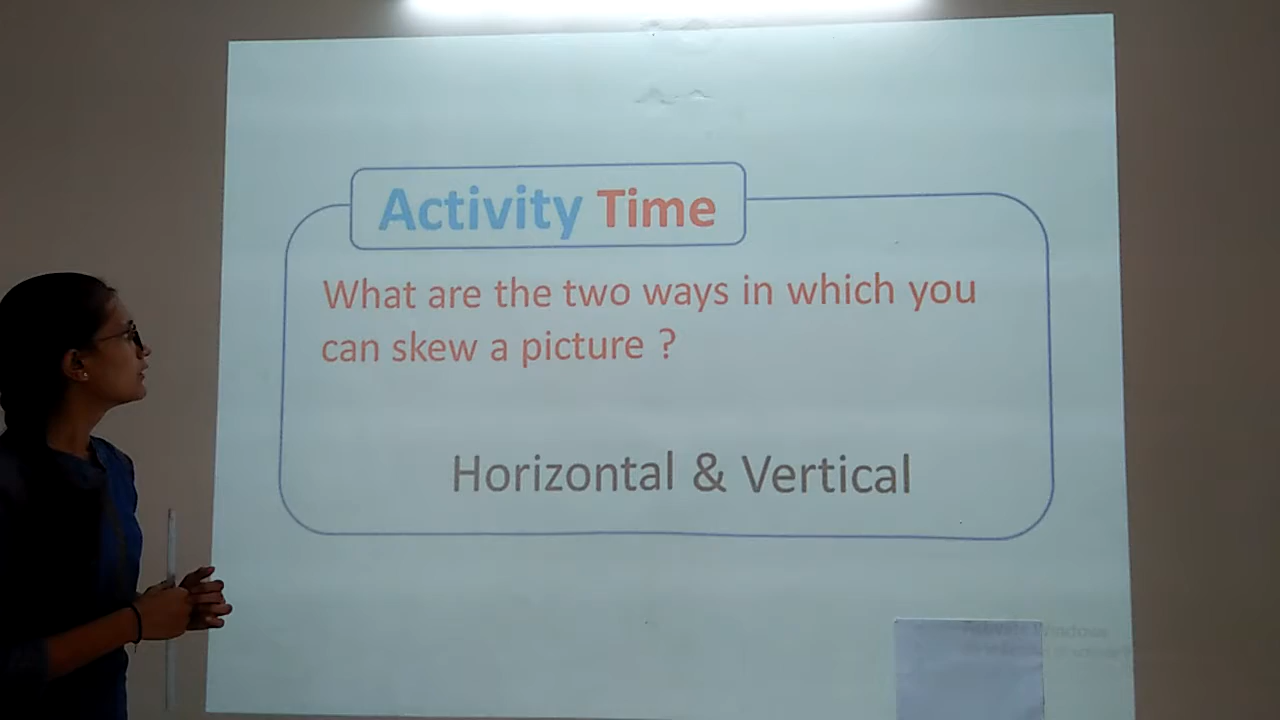 Activity Time
What are the two ways in which you
can skew a picture ?
Horizontal & Vertical